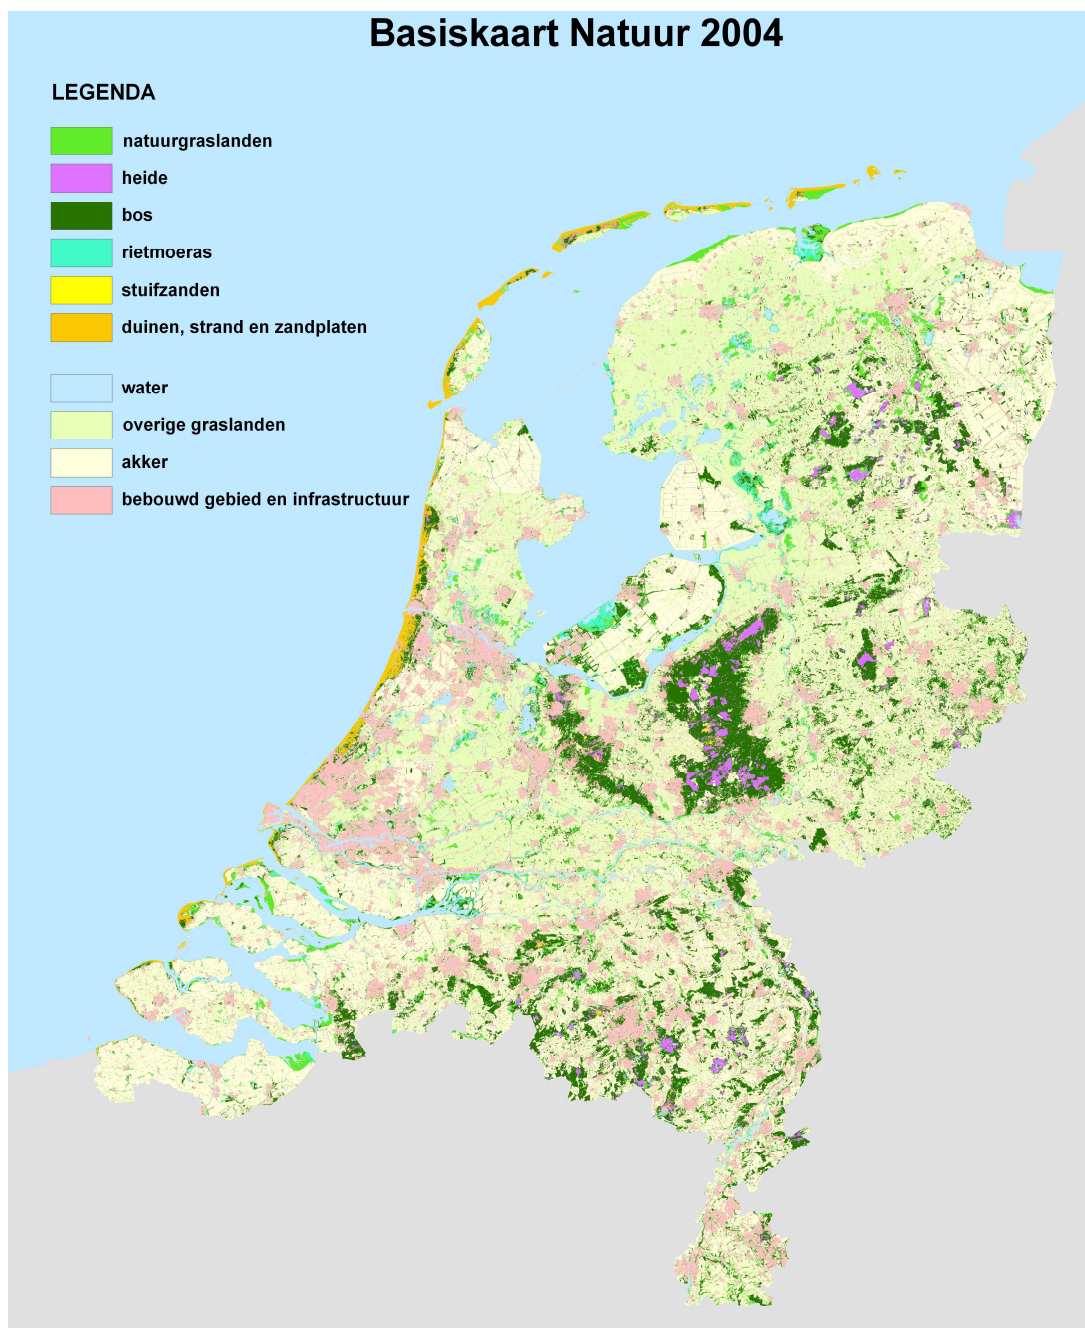 Basiskaart Natuur 2004
LEGENDA
natuurgraslanden
heide
bos
rietmoeras
stuifzanden
duinen, strand en zandplaten
water
overige graslanden
akker
bebouwd gebied en infrastructuur